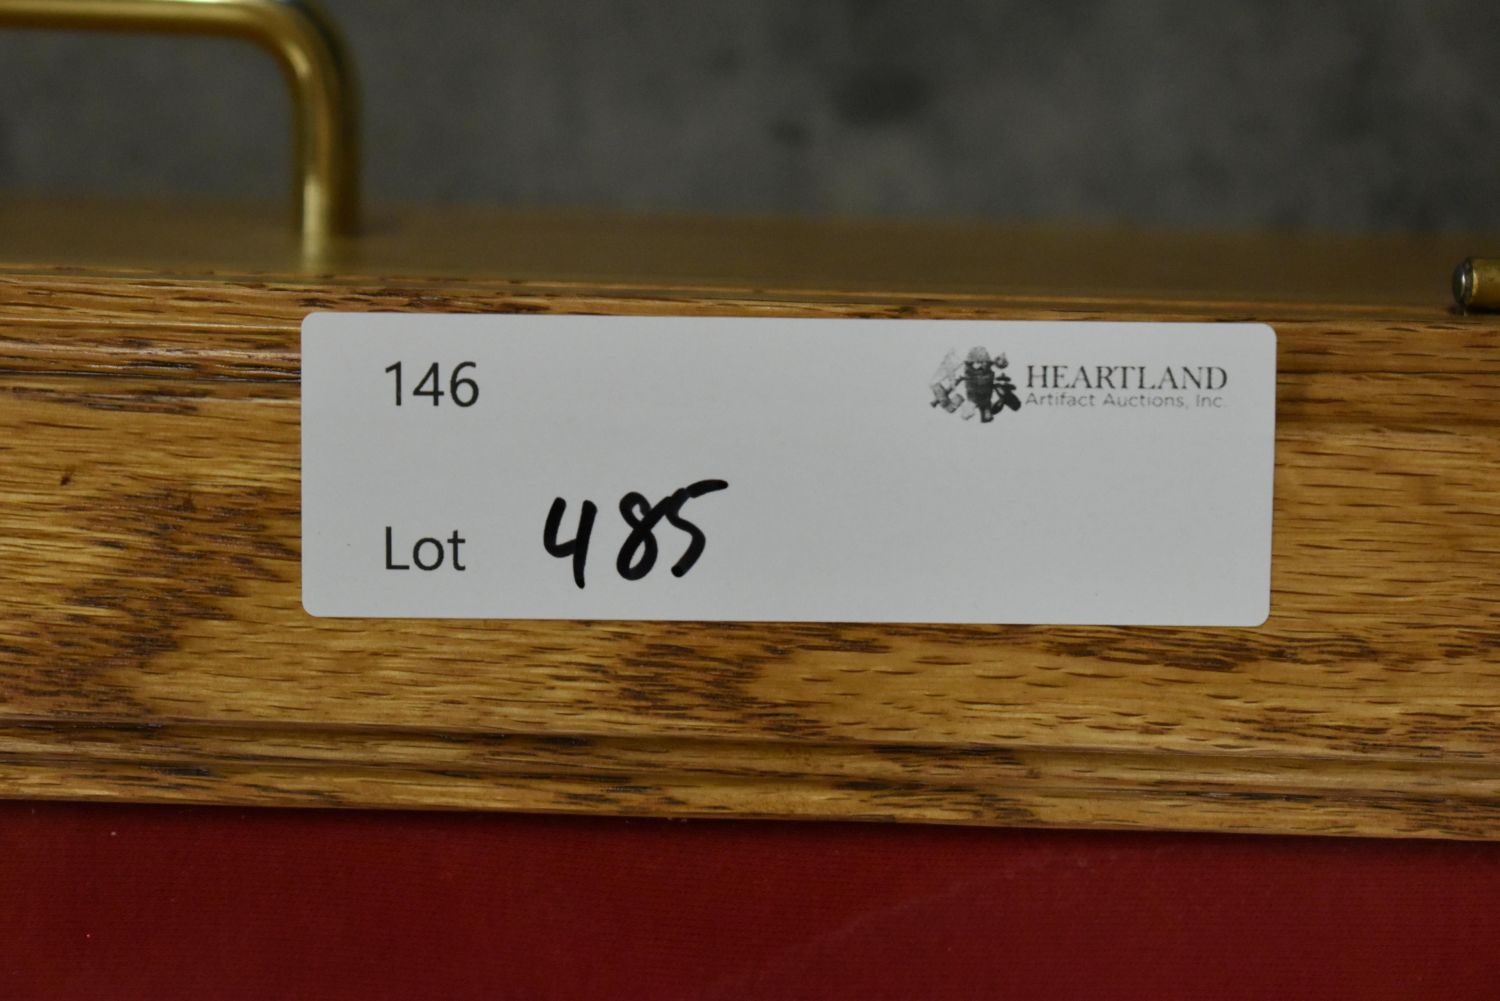 146
HEARTLAND
Artifact Auctions, Inc.
Lot 485